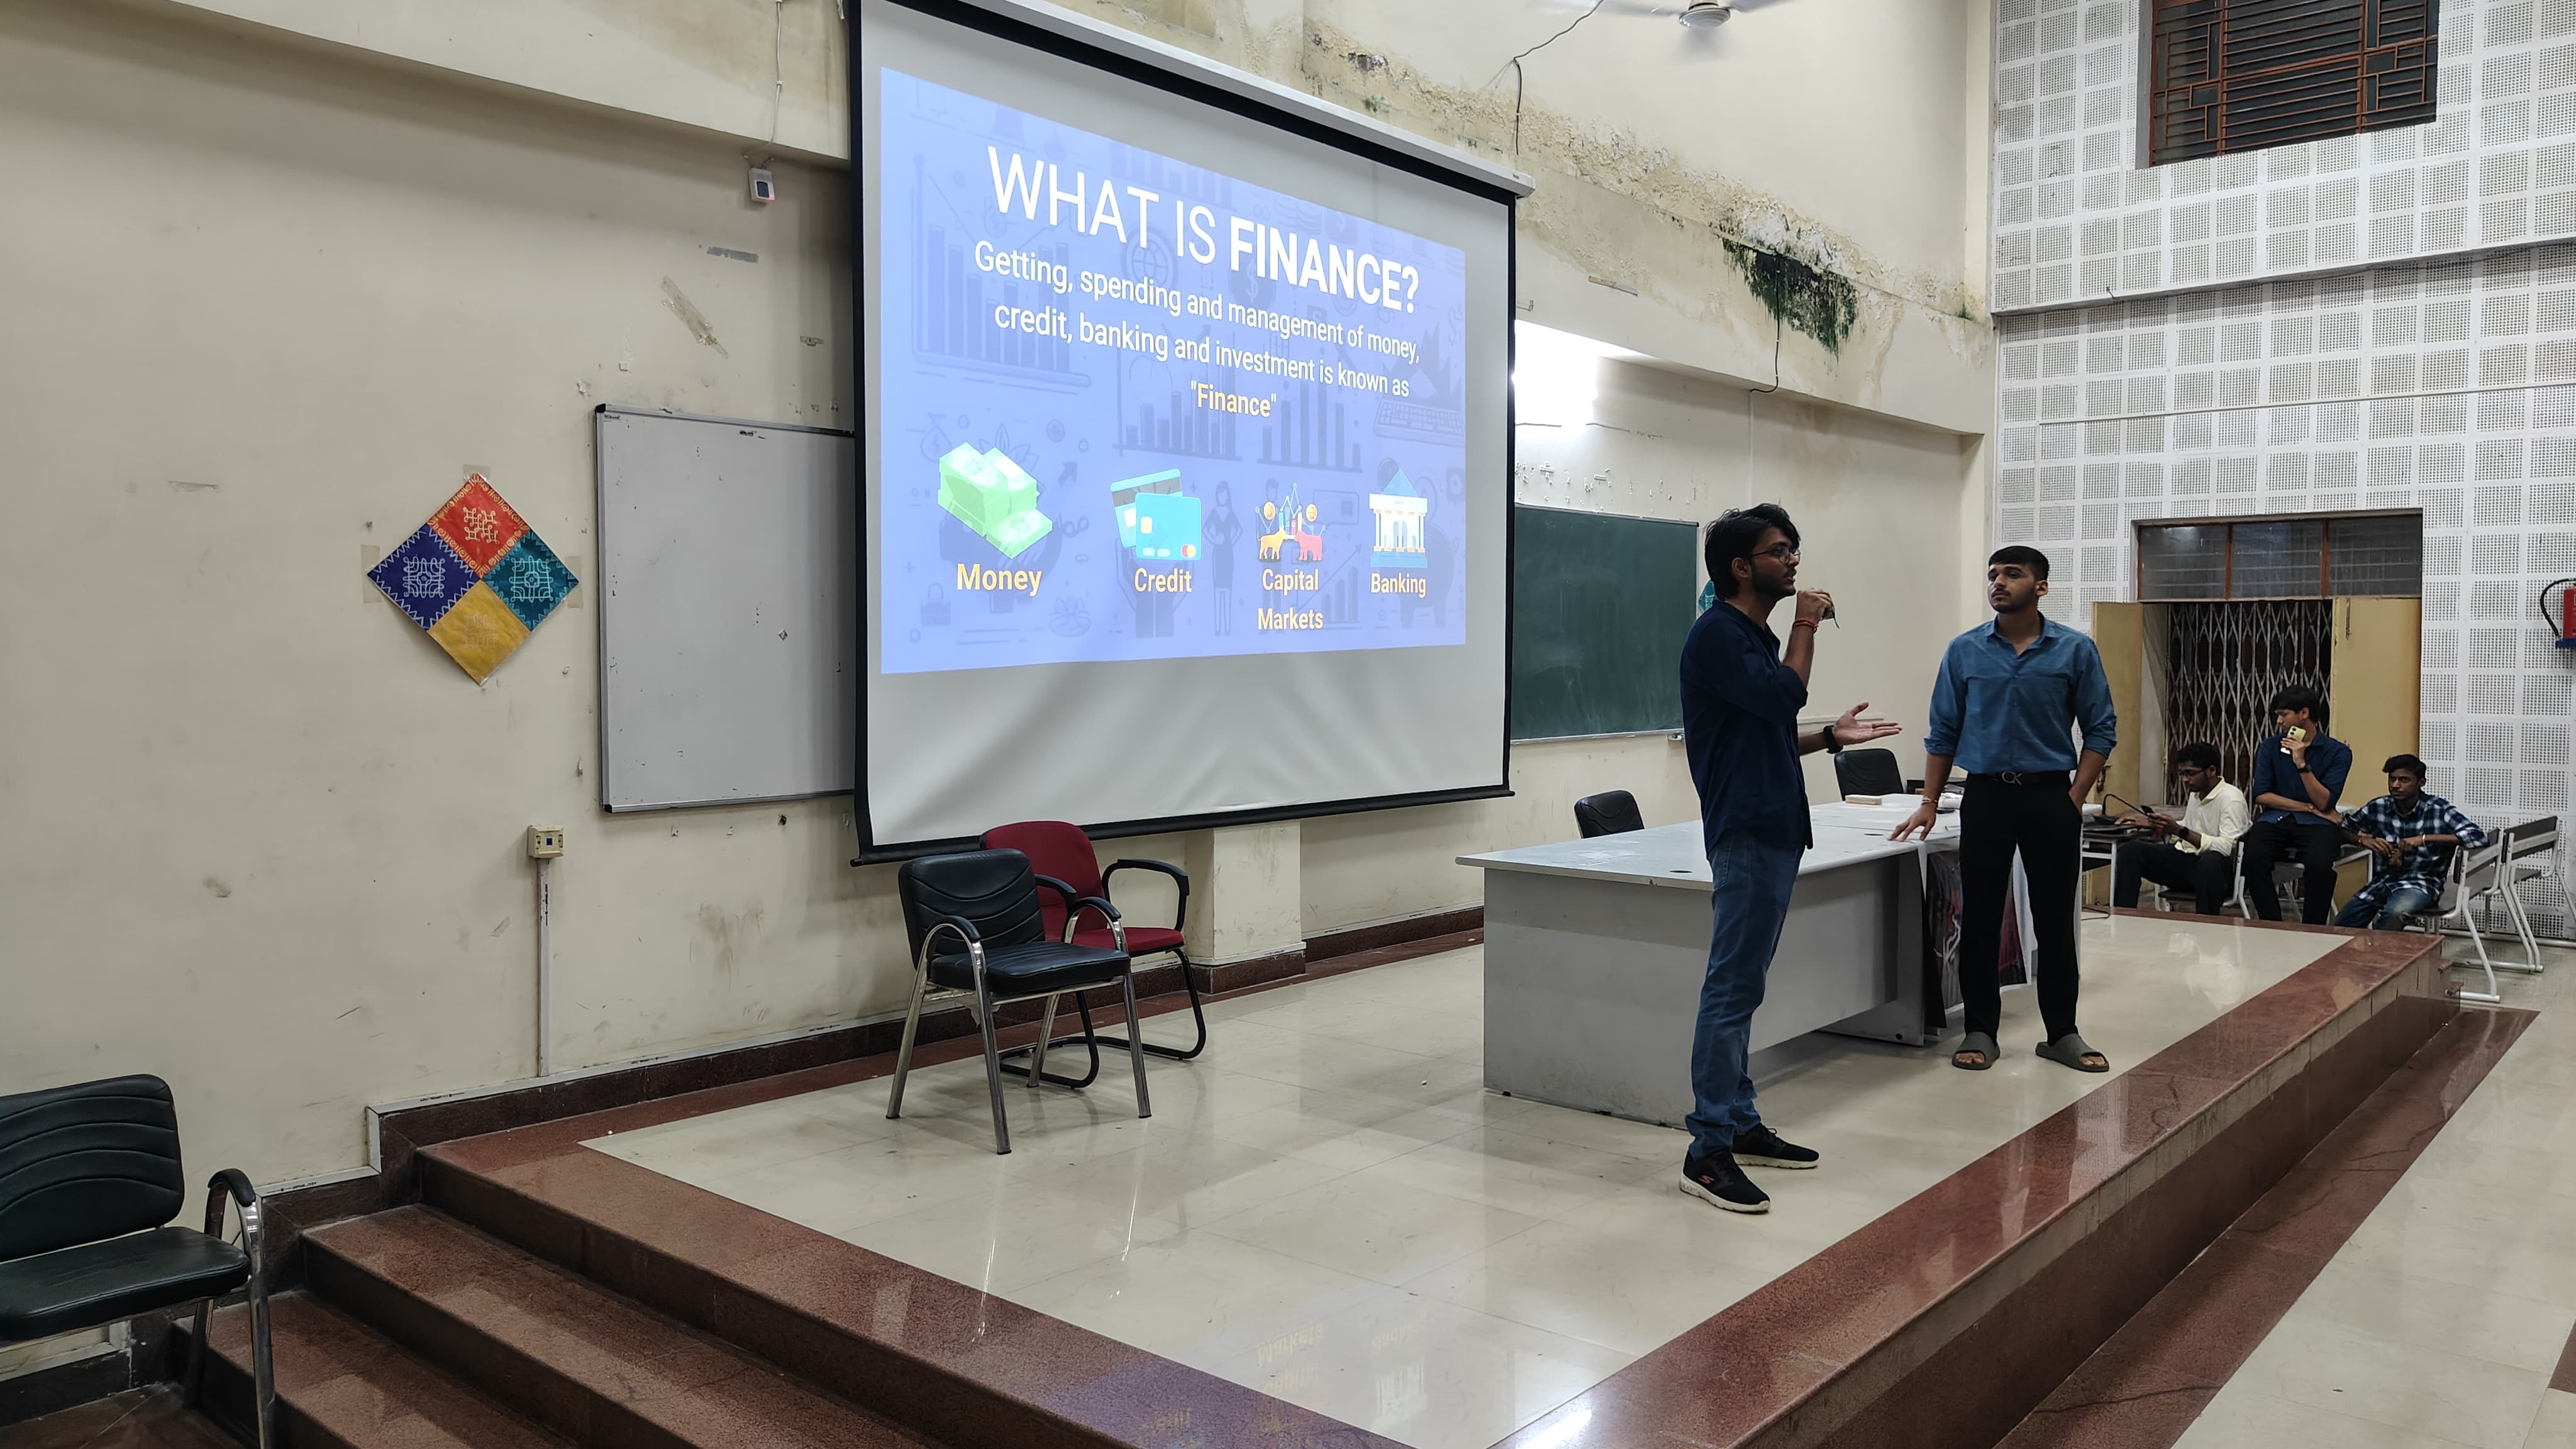 WHAT IS FINANCE?
Getting, spending and management of money,
credit, banking and investment is known as
"Finance"
Money
Credit
Capital
Markets
Banking
CK